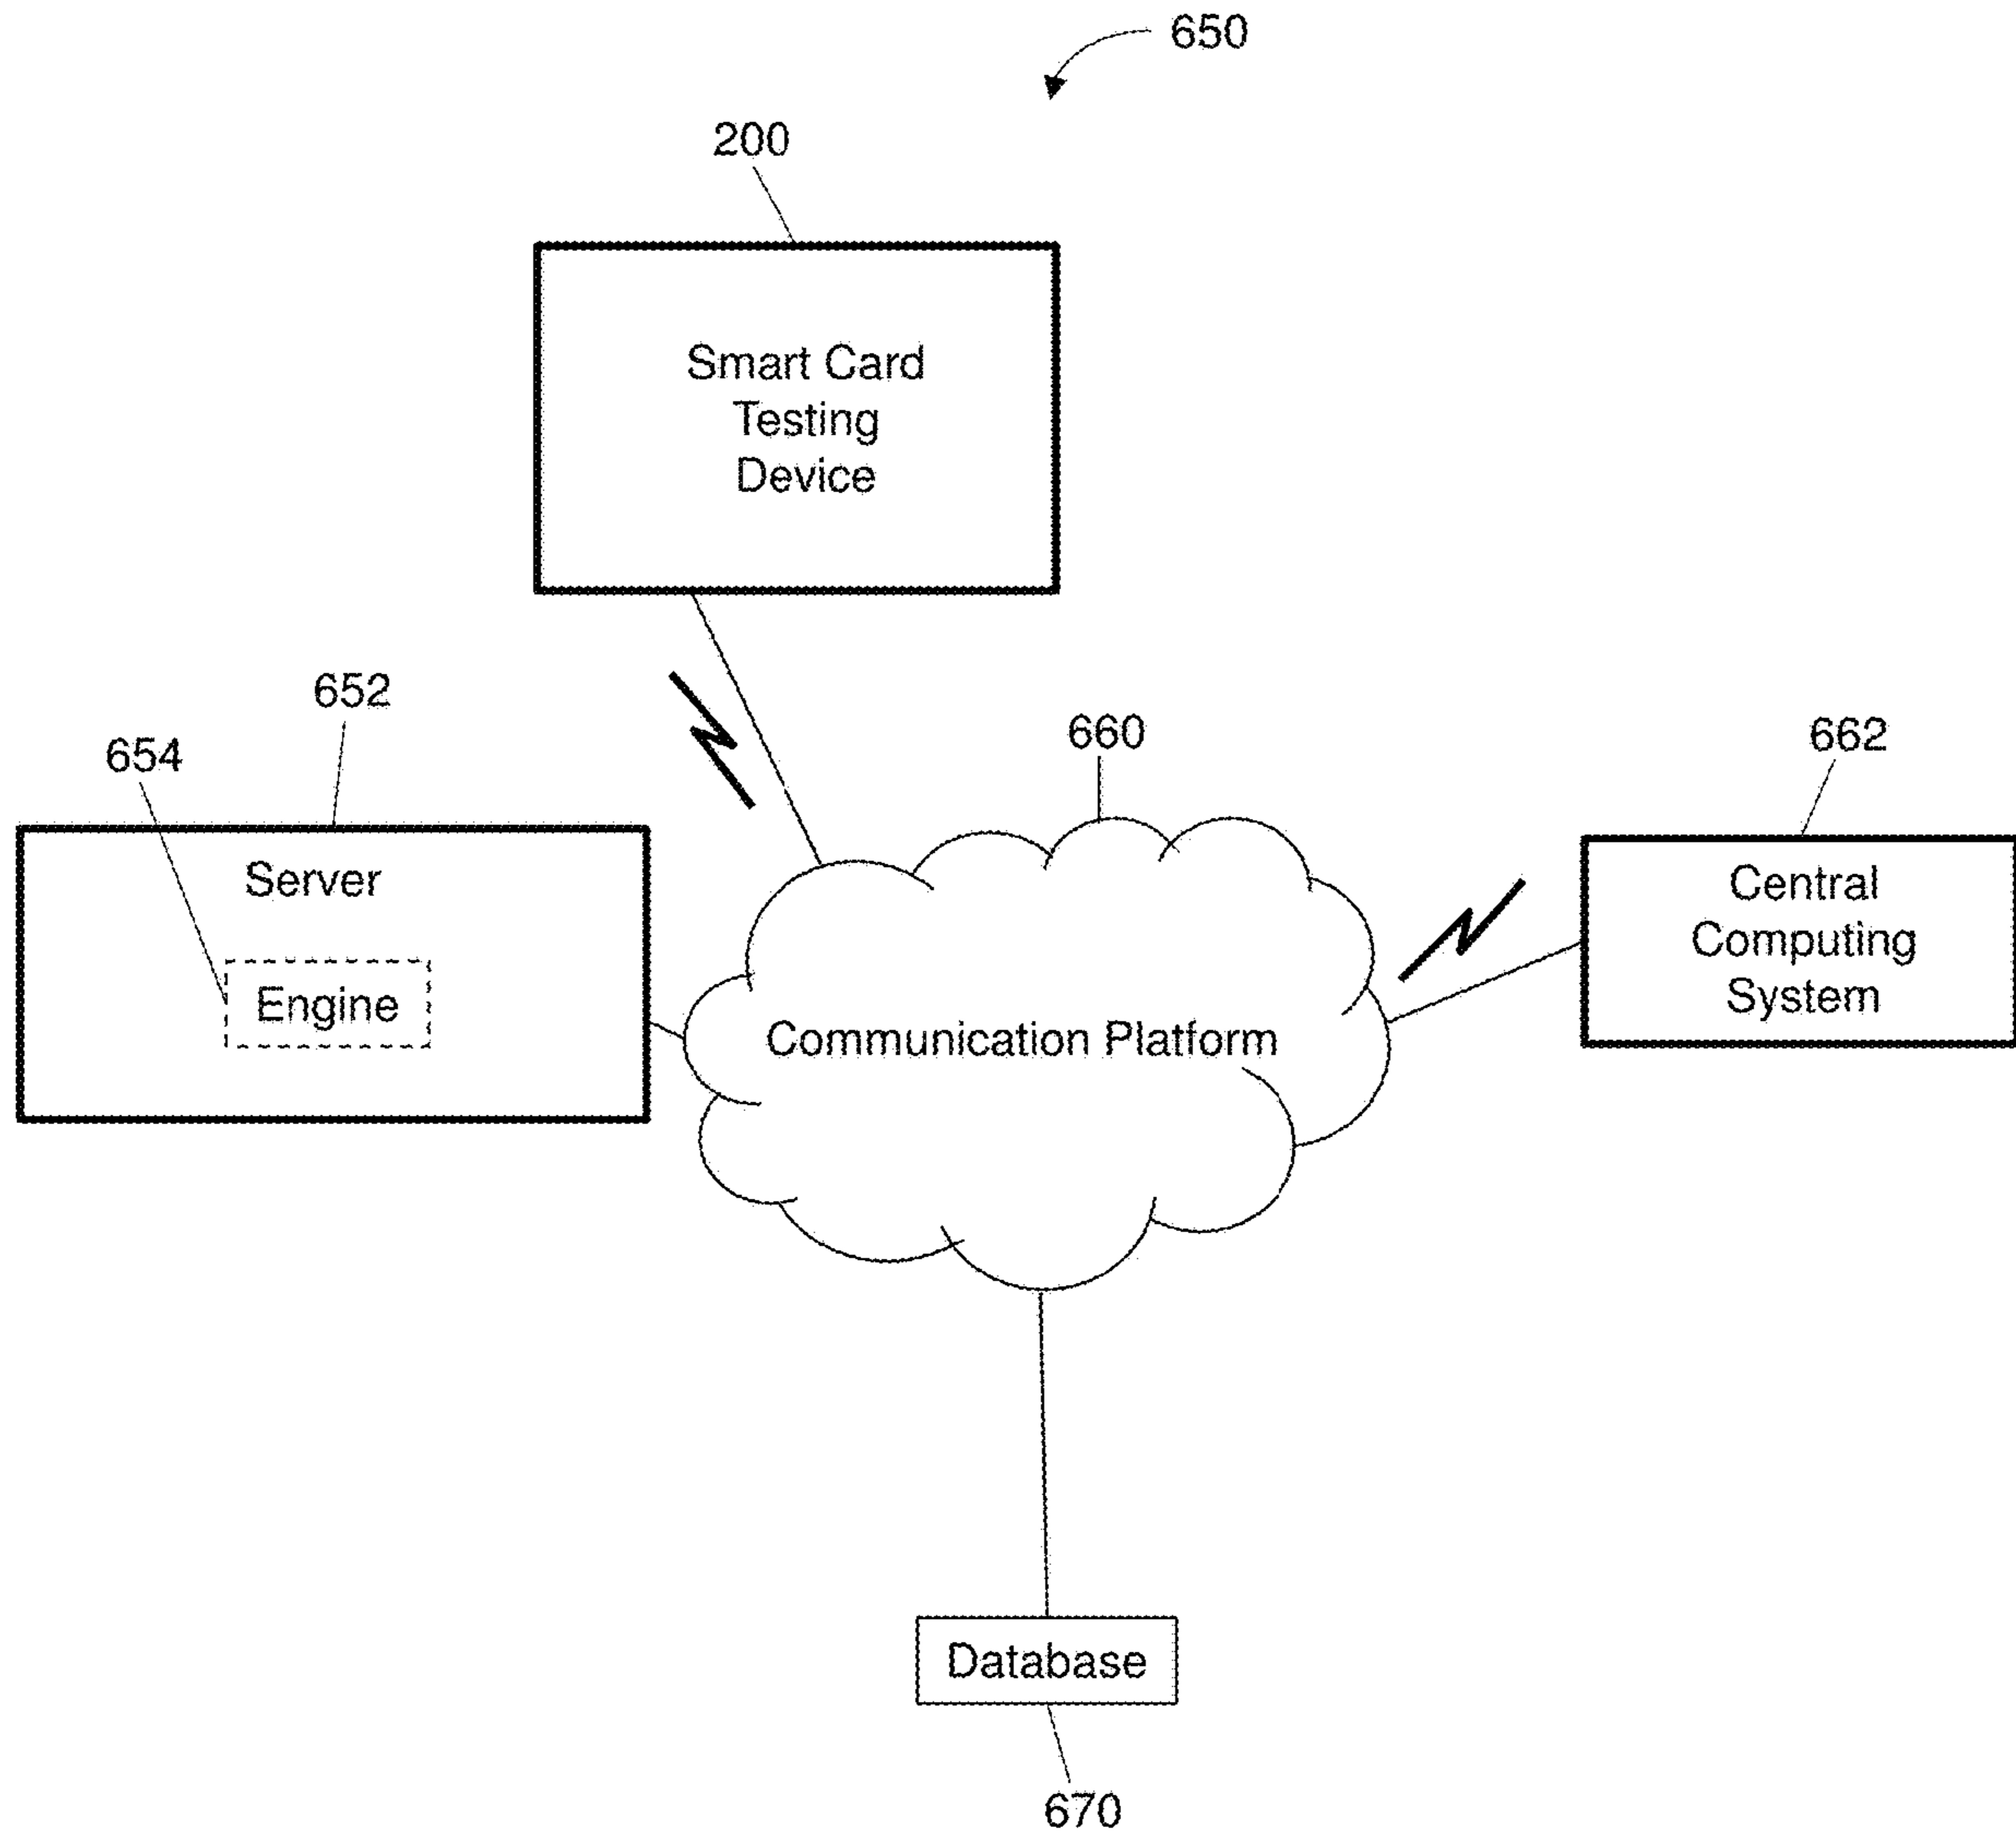 650
200
Smart Card
Testing
Device
652
654
660
662
Server
Engine
Communication Platform
Central
Computing
System
Database
670